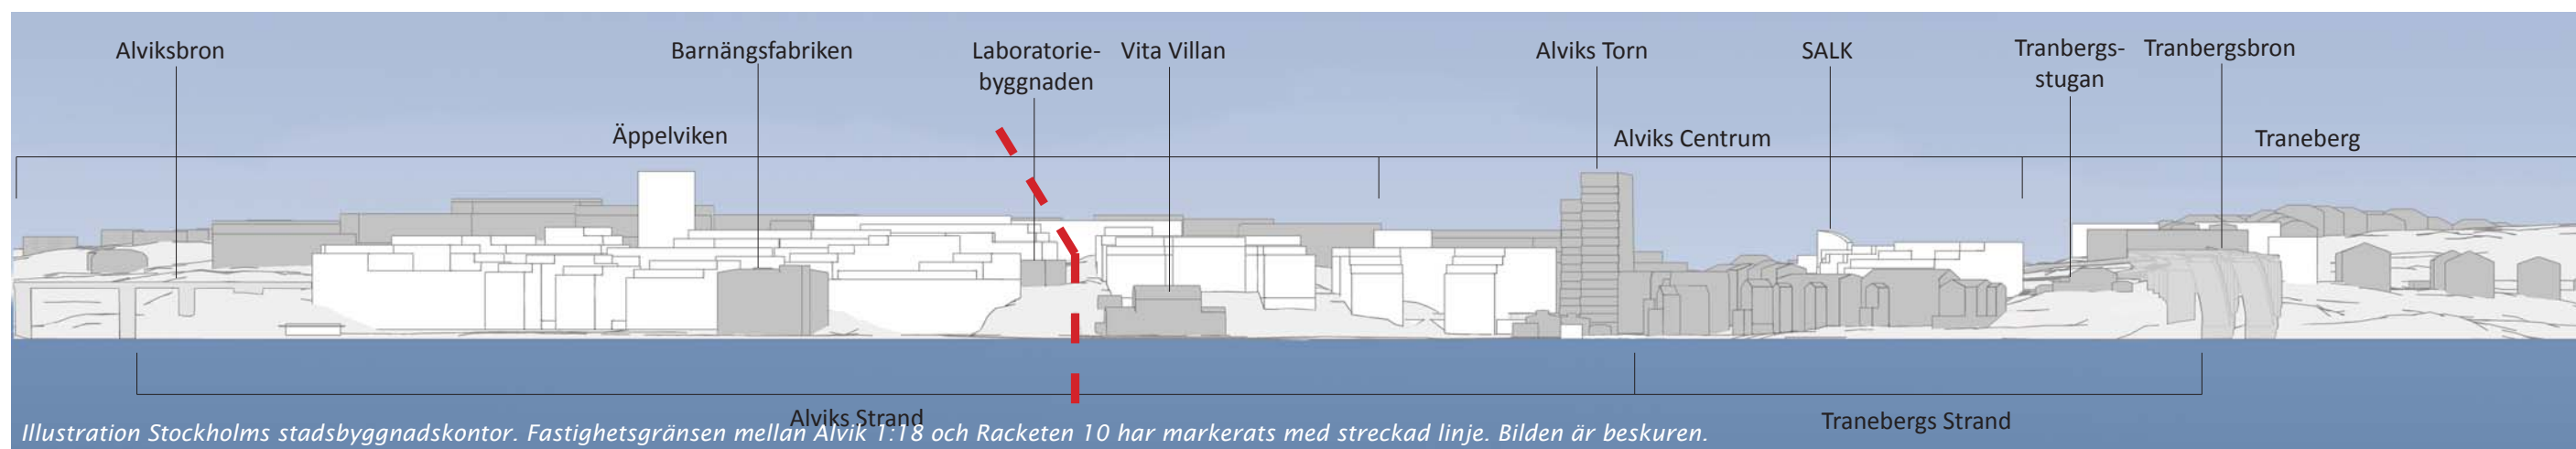 Alviksbron
Barnängsfabriken
Laboratorie-
byggnaden
Vita Villan
Alviks Torn
SALK
Tranbergs-
stugan
Tranbergsbron
Äppelviken
Alviks Centrum
Traneberg
Alviks Strand
Tranebergs Strand
Illustration Stockholms stadsbyggnadskontor. Fastighetsgränsen mellan Alvik 1:18 och Racketen 10 har markerats med streckad linje. Bilden är beskuren.